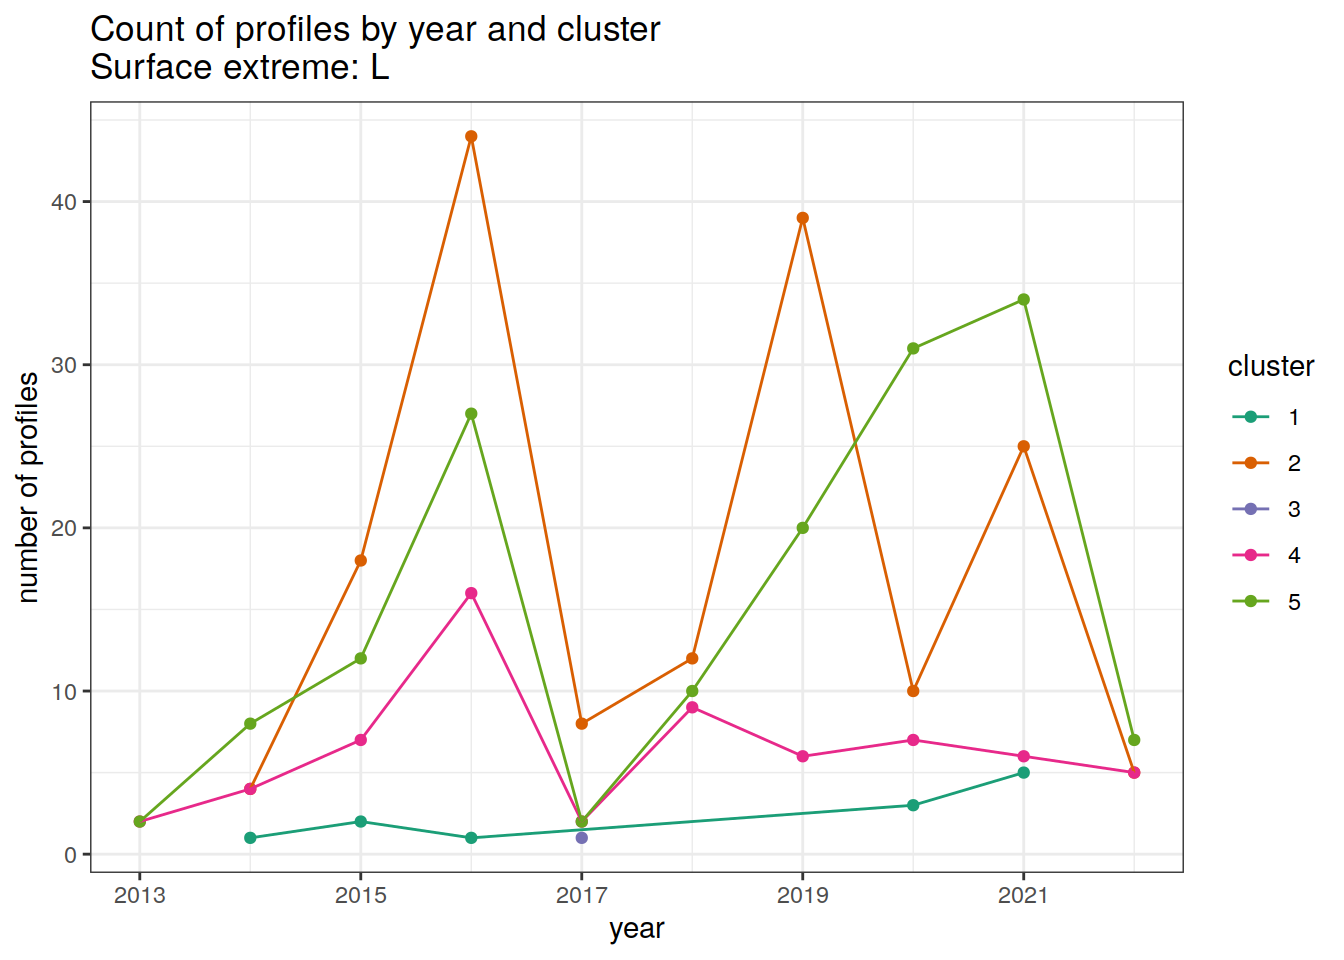 Count of profiles by year and cluster
Surface extreme: L
number of profiles
40
30
20
10
0
2013 2015 2017 2019 2021
year
cluster
1
2
3
4
5